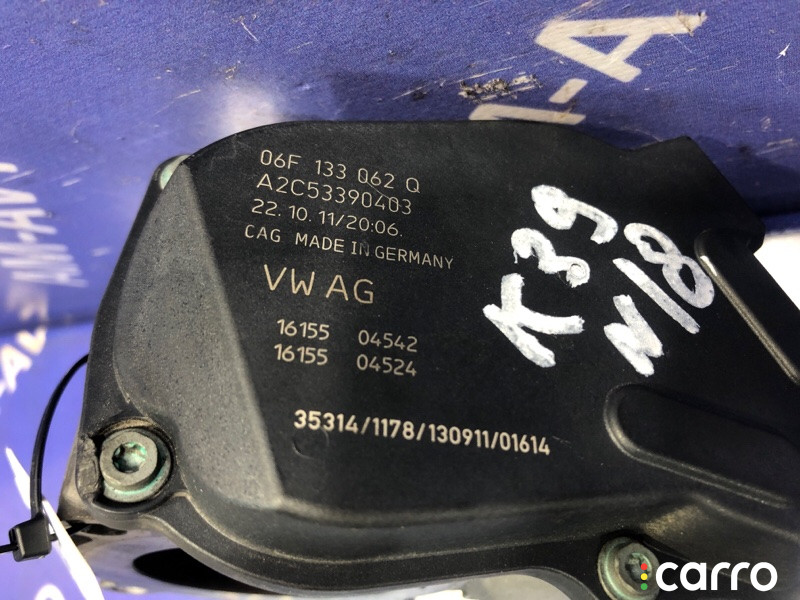 06F 133 062 Q
A2C53390403
22. 10. 11/20:06.
CAG MADE IN GERMANY
VW AG
16155 04542
16155 04524
35314/1178/130911/01614
K39
N18
carro